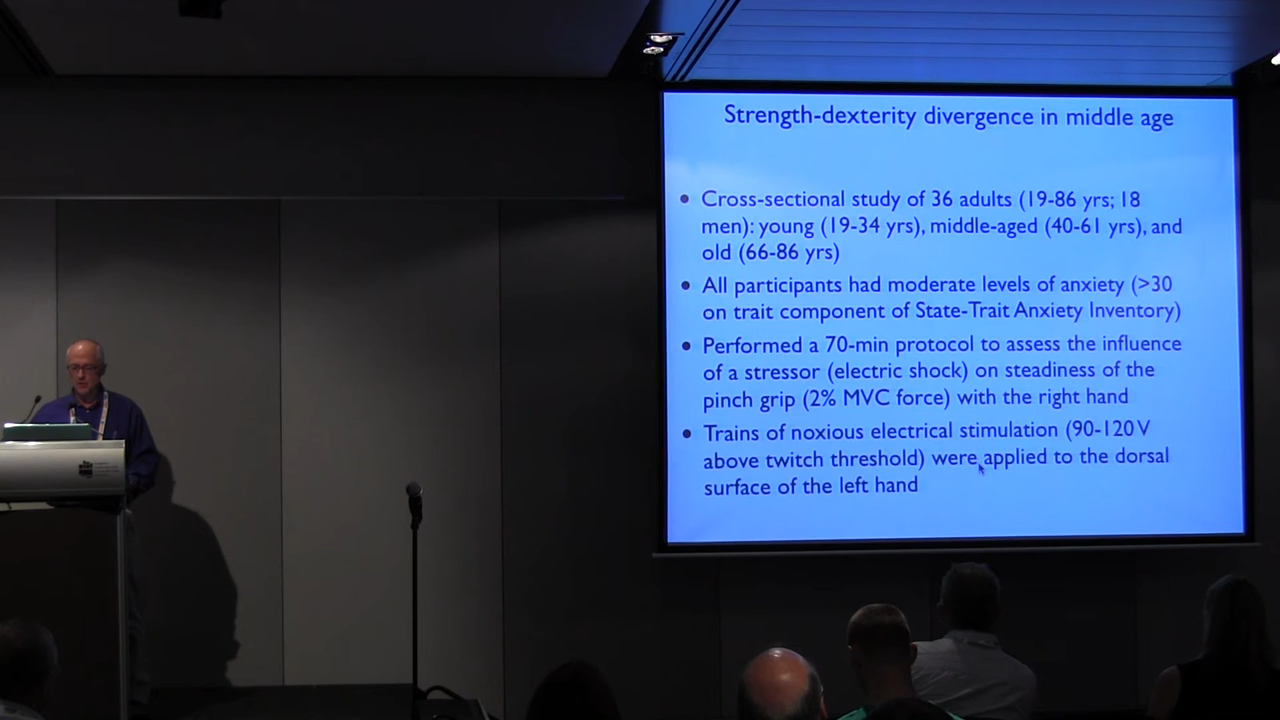 Strength-dexterity divergence in middle age
• Cross-sectional study of 36 adults (19-86 yrs; 18
men): young (19-34 yrs), middle-aged (40-61 yrs), and
old (66-86 yrs)
• All participants had moderate levels of anxiety (>30
on trait component of State-Trait Anxiety Inventory)
• Performed a 70-min protocol to assess the influence
of a stressor (electric shock) on steadiness of the
pinch grip (2% MVC force) with the right hand
• Trains of noxious electrical stimulation (90-120 V
above twitch threshold) were applied to the dorsal
surface of the left hand